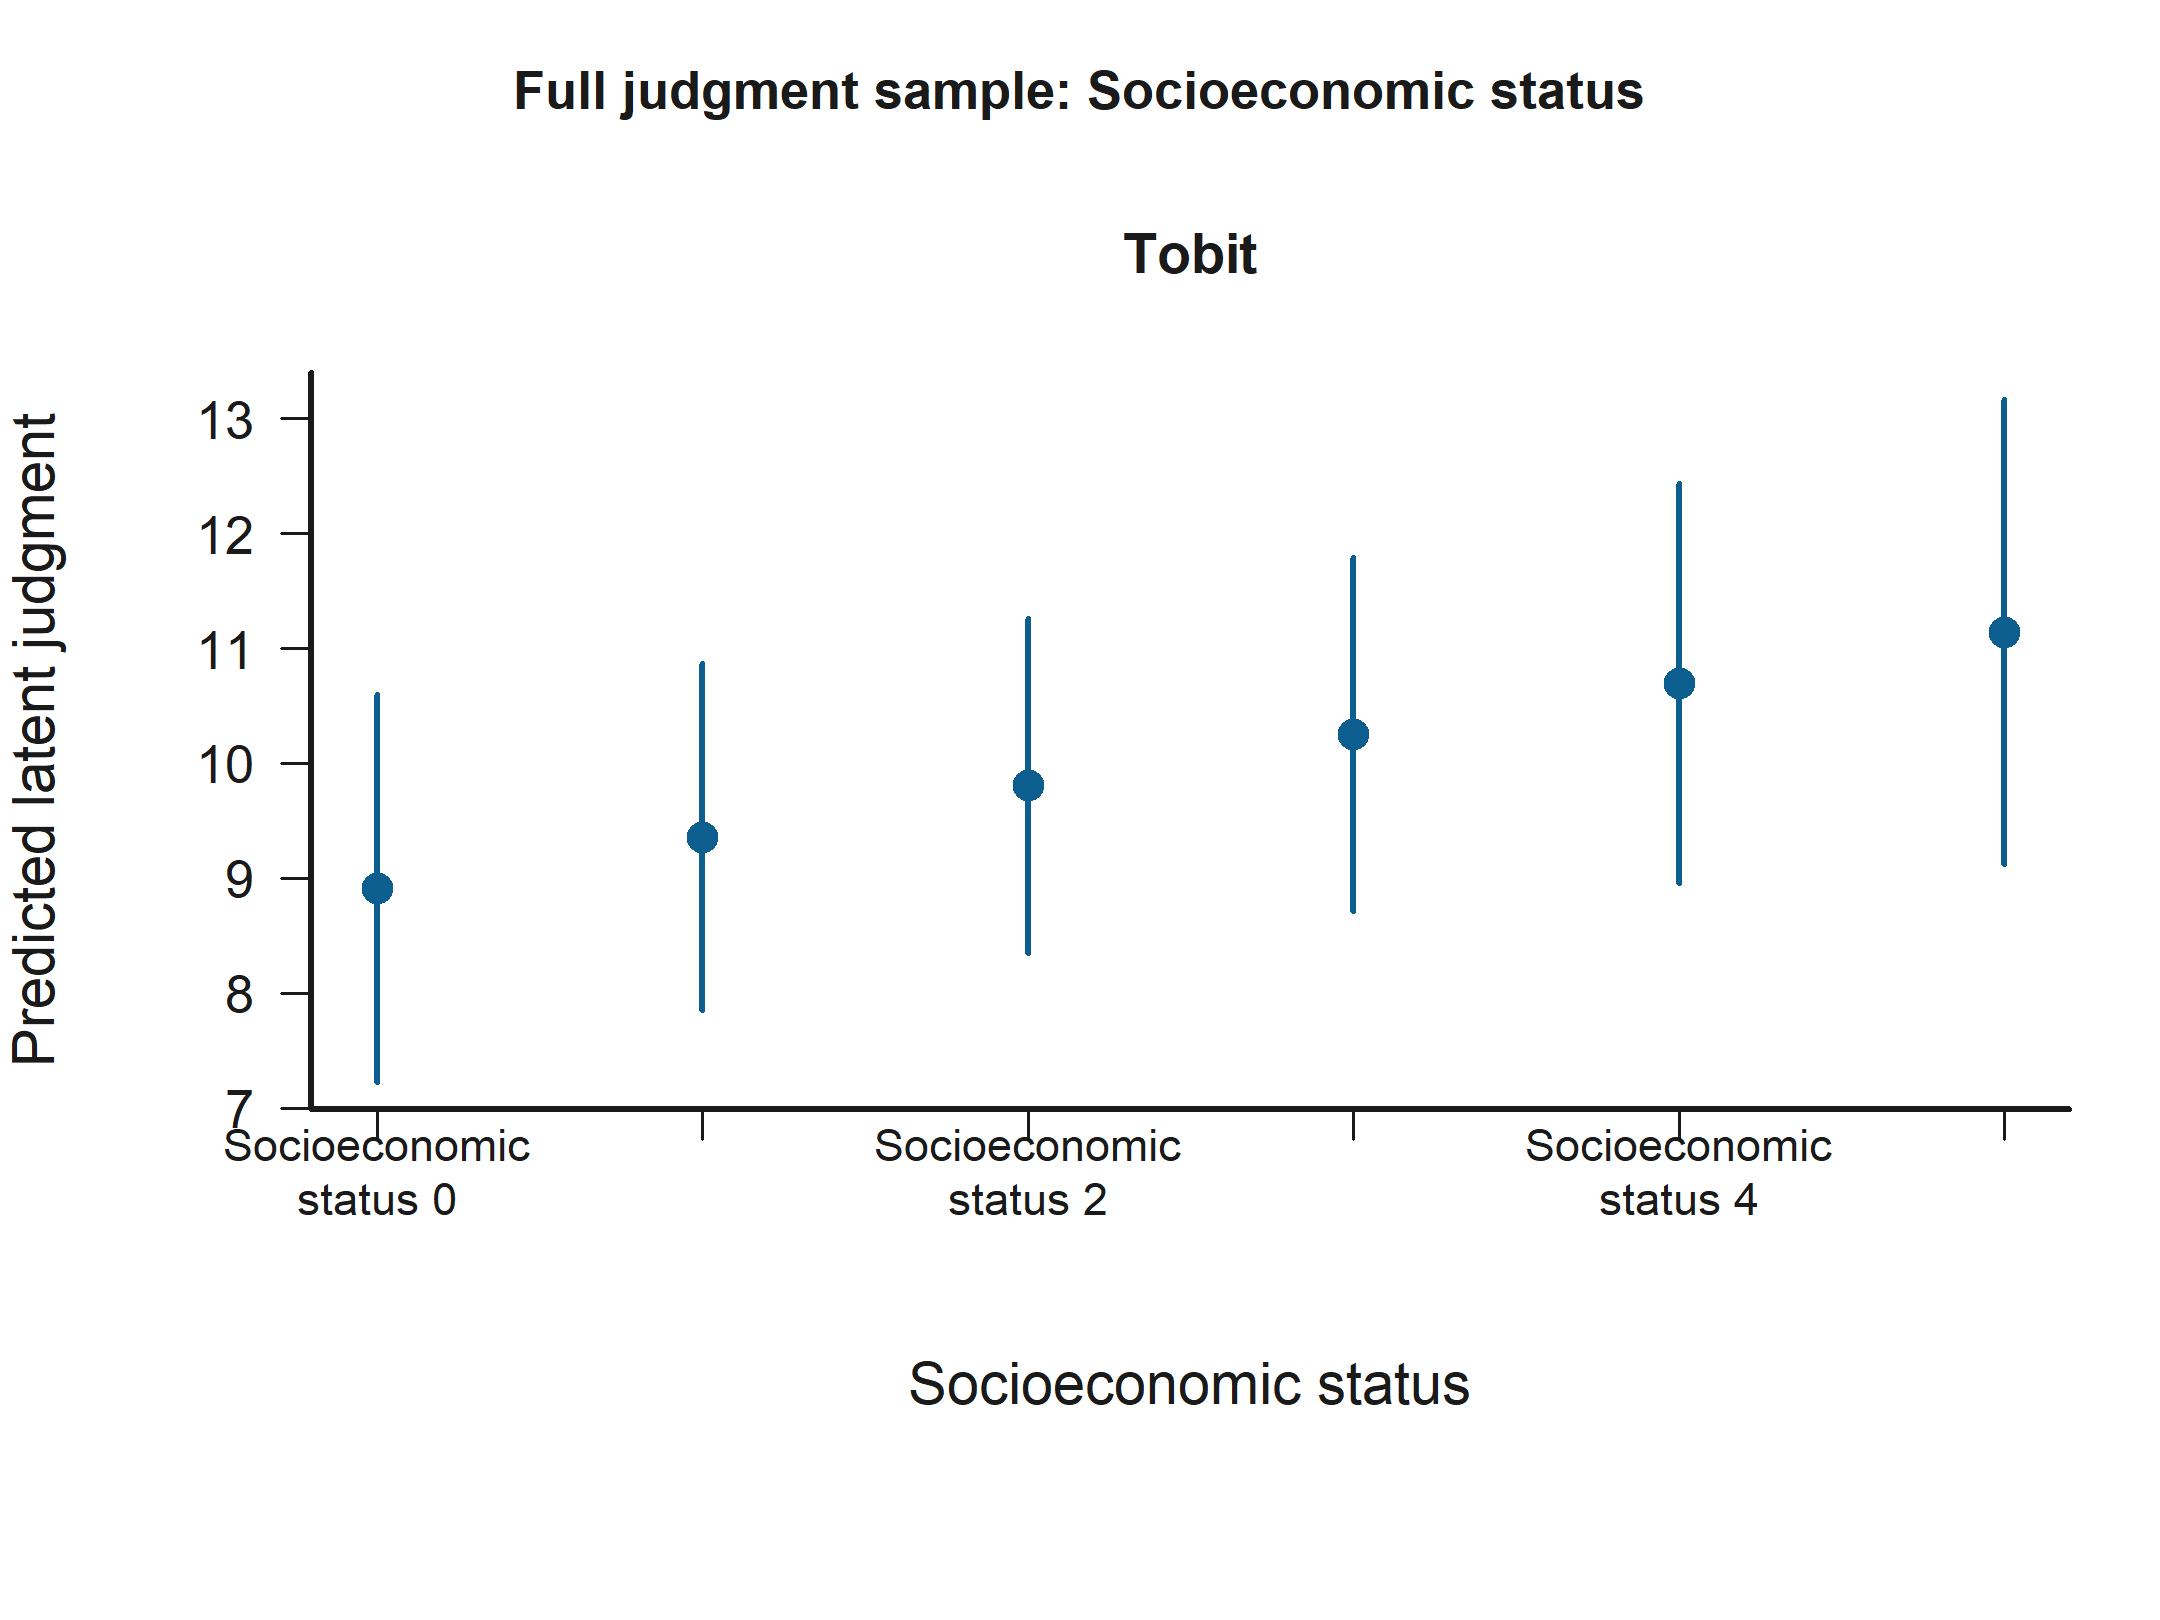 Full judgment sample: Socioeconomic status
Tobit
Predicted latent judgment
13
12
11
10
9
8
7
Socioeconomic
status 0
Socioeconomic
status 2
Socioeconomic
status 4
Socioeconomic status